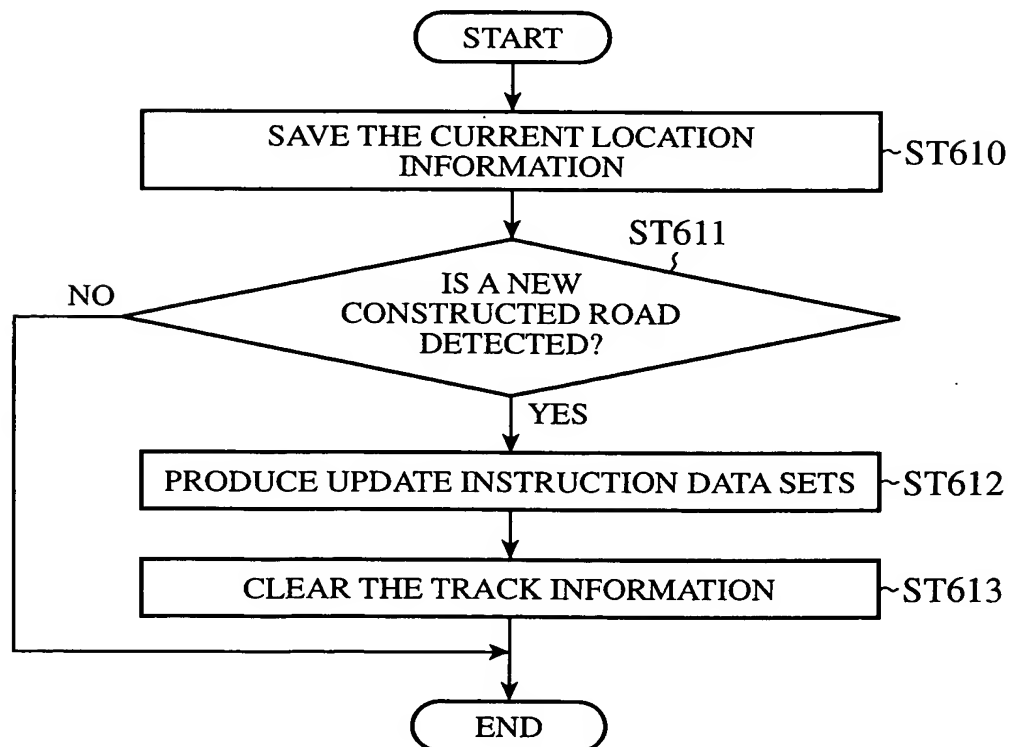 START
SAVE THE CURRENT LOCATION
INFORMATION
ST610
ST611
IS A NEW
CONSTRUCTED ROAD
DETECTED?
NO
YES
PRODUCE UPDATE INSTRUCTION DATA SETS
ST612
CLEAR THE TRACK INFORMATION
ST613
END